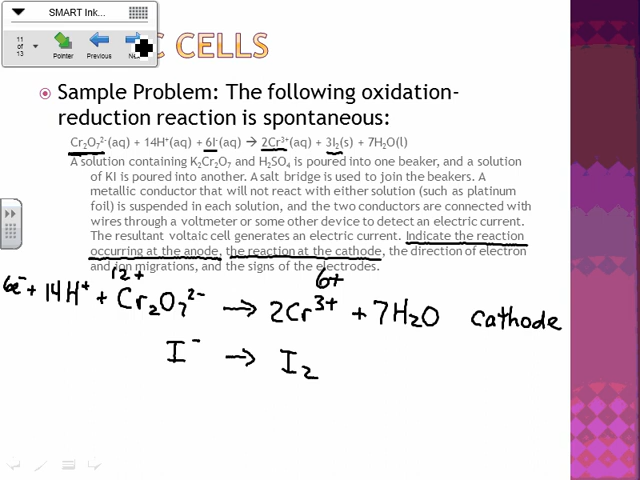 SMART Ink...
11 of 13
Pointer
Previous
C CELLS
Sample Problem: The following oxidation-
reduction reaction is spontaneous:
Cr₂O₇²⁻(aq) + 14H⁺(aq) + 6I⁻(aq) → 2Cr³⁺(aq) + 3I₂(s) + 7H₂O(l)
A solution containing K₂Cr₂O₇ and H₂SO₄ is poured into one beaker, and a solution
of KI is poured into another. A salt bridge is used to join the beakers. A
metallic conductor that will not react with either solution (such as platinum
foil) is suspended in each solution, and the two conductors are connected with
wires through a voltmeter or some other device to detect an electric current.
The resultant voltaic cell generates an electric current. Indicate the reaction
occurring at the anode, the reaction at the cathode, the direction of electron
and ion migrations, and the signs of the electrodes.
12+ 6+
6e⁻ + 14H⁺ + Cr₂O₇²⁻ → 2Cr³⁺ + 7H₂O cathode
I⁻ → I₂